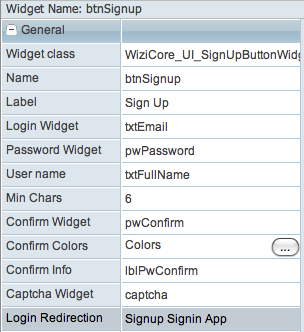 Widget Name: btnSignup
General
Widget class WiziCore_UI_SignUpButtonWidg
Name btnSignup
Label Sign Up
Login Widget txtEmail
Password Widget pwPassword
User name txtFullName
Min Chars 6
Confirm Widget pwConfirm
Confirm Colors Colors ...
Confirm Info lblPwConfirm
Captcha Widget captcha
Login Redirection Signup Signin App